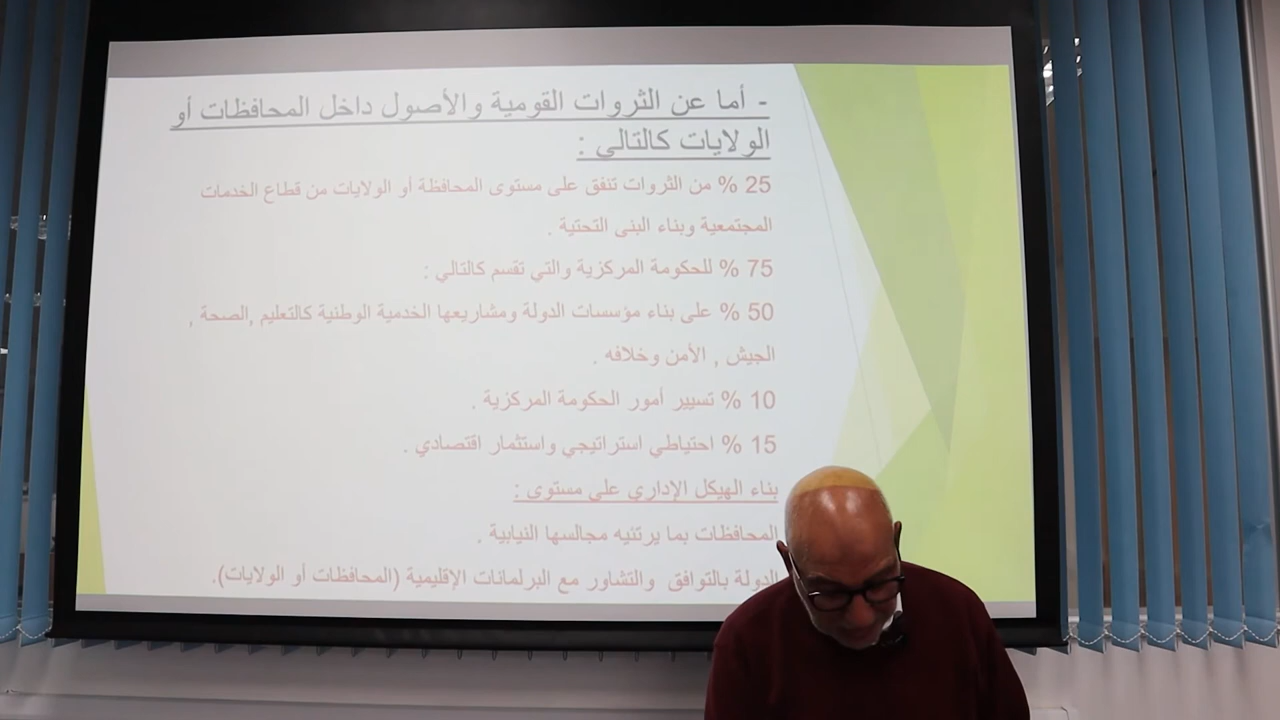 - أما عن الثروات القومية والأصول داخل المحافظات أو
الولايات كالتالي :
25 % من الثروات تنفق على مستوى المحافظة أو الولايات من قطاع الخدمات
المجتمعية وبناء البنى التحتية .
75 % للحكومة المركزية والتي تقسم كالتالي :
50 % على بناء مؤسسات الدولة ومشاريعها الخدمية الوطنية كالتعليم ,الصحة ,
الجيش , الأمن وخلافه .
10 % تسيير أمور الحكومة المركزية .
15 % احتياطي استراتيجي واستثمار اقتصادي .
بناء الهيكل الإداري على مستوى :
المحافظات بما يرتئيه مجالسها النيابية .
الدولة بالتوافق والتشاور مع البرلمانات الإقليمية (المحافظات أو الولايات).